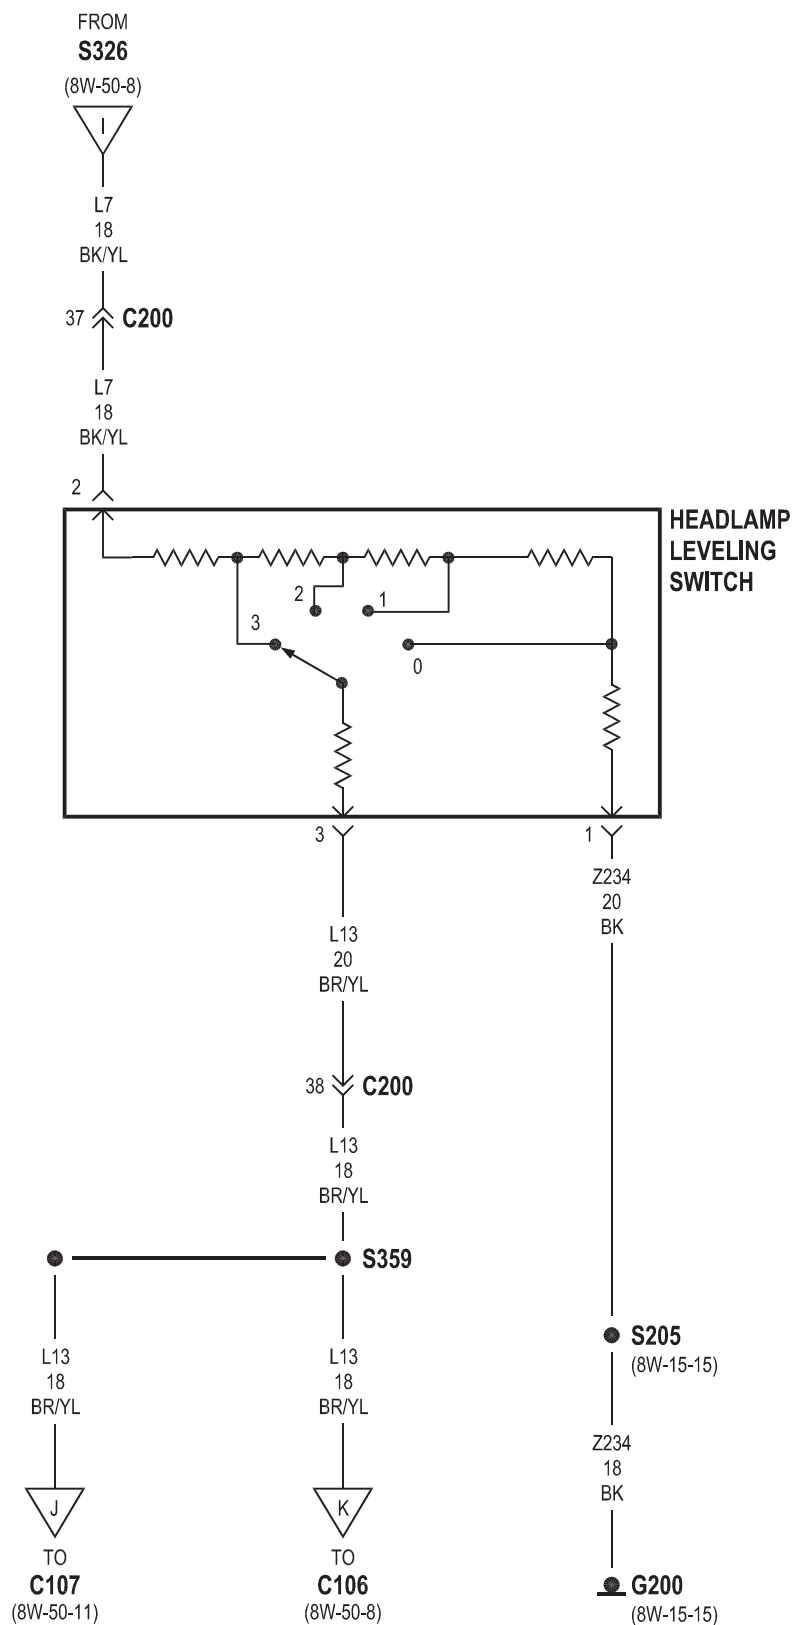 FROM
S326
(8W-50-8)
I
L7
18
BK/YL
37
C200
L7
18
BK/YL
2
HEADLAMP
LEVELING
SWITCH
2
1
3
0
3
1
Z234
20
BK
L13
20
BR/YL
38
C200
L13
18
BR/YL
S359
S205
(8W-15-15)
L13
18
BR/YL
L13
18
BR/YL
Z234
18
BK
J
K
TO
C107
(8W-50-11)
TO
C106
(8W-50-8)
G200
(8W-15-15)